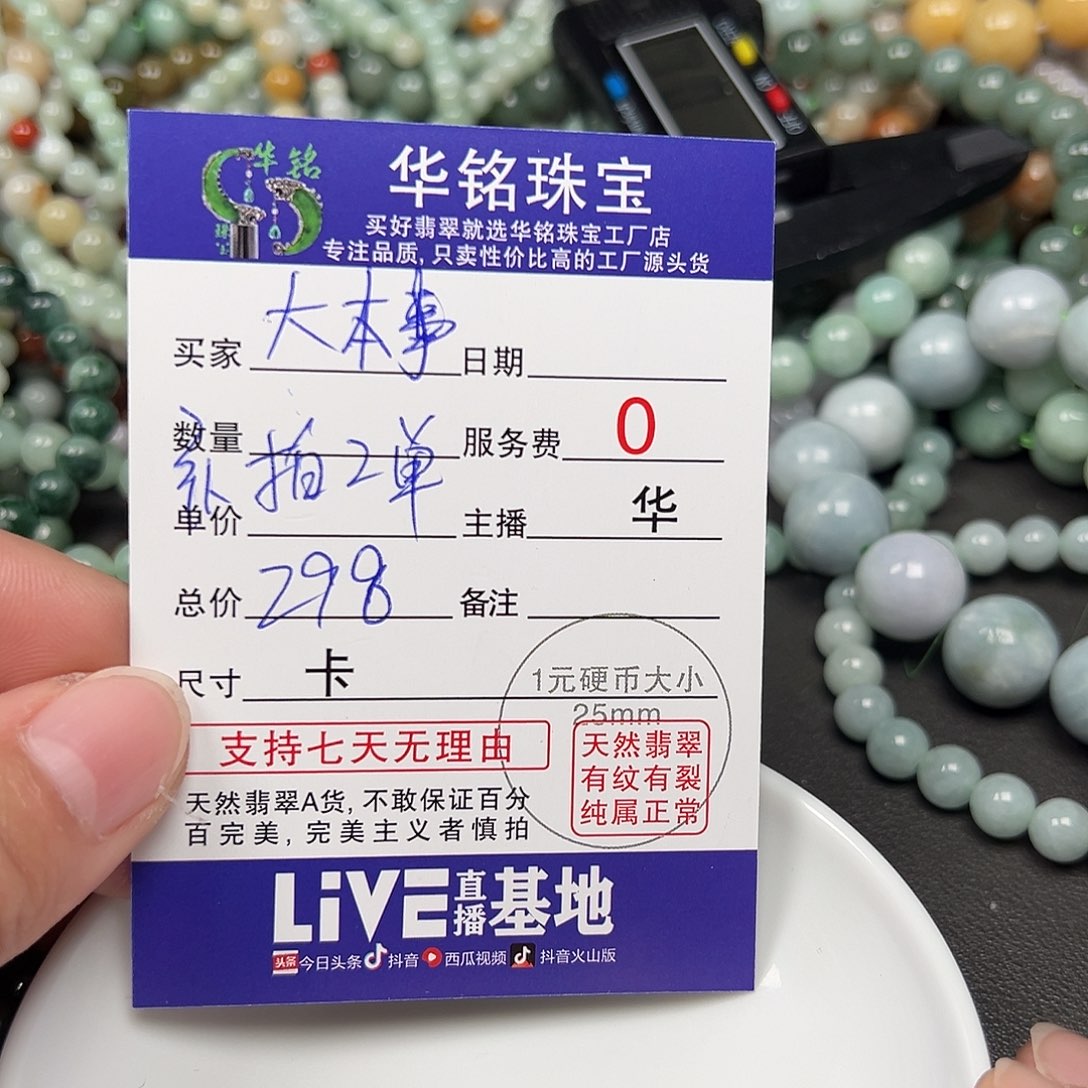 华铭
珠宝
华铭珠宝
买好翡翠就选华铭珠宝工厂店
专注品质,只卖性价比高的工厂源头货
买家 大本事 日期
数量 服务费 0
补拍2单
单价 主播 华
总价 298 备注
尺寸 卡 1元硬币大小
25mm
支持七天无理由
天然翡翠
有纹有裂
纯属正常
天然翡翠A货,不敢保证百分
百完美,完美主义者慎拍
LiVE直播基地
头条 今日头条 抖音 西瓜视频 抖音火山版